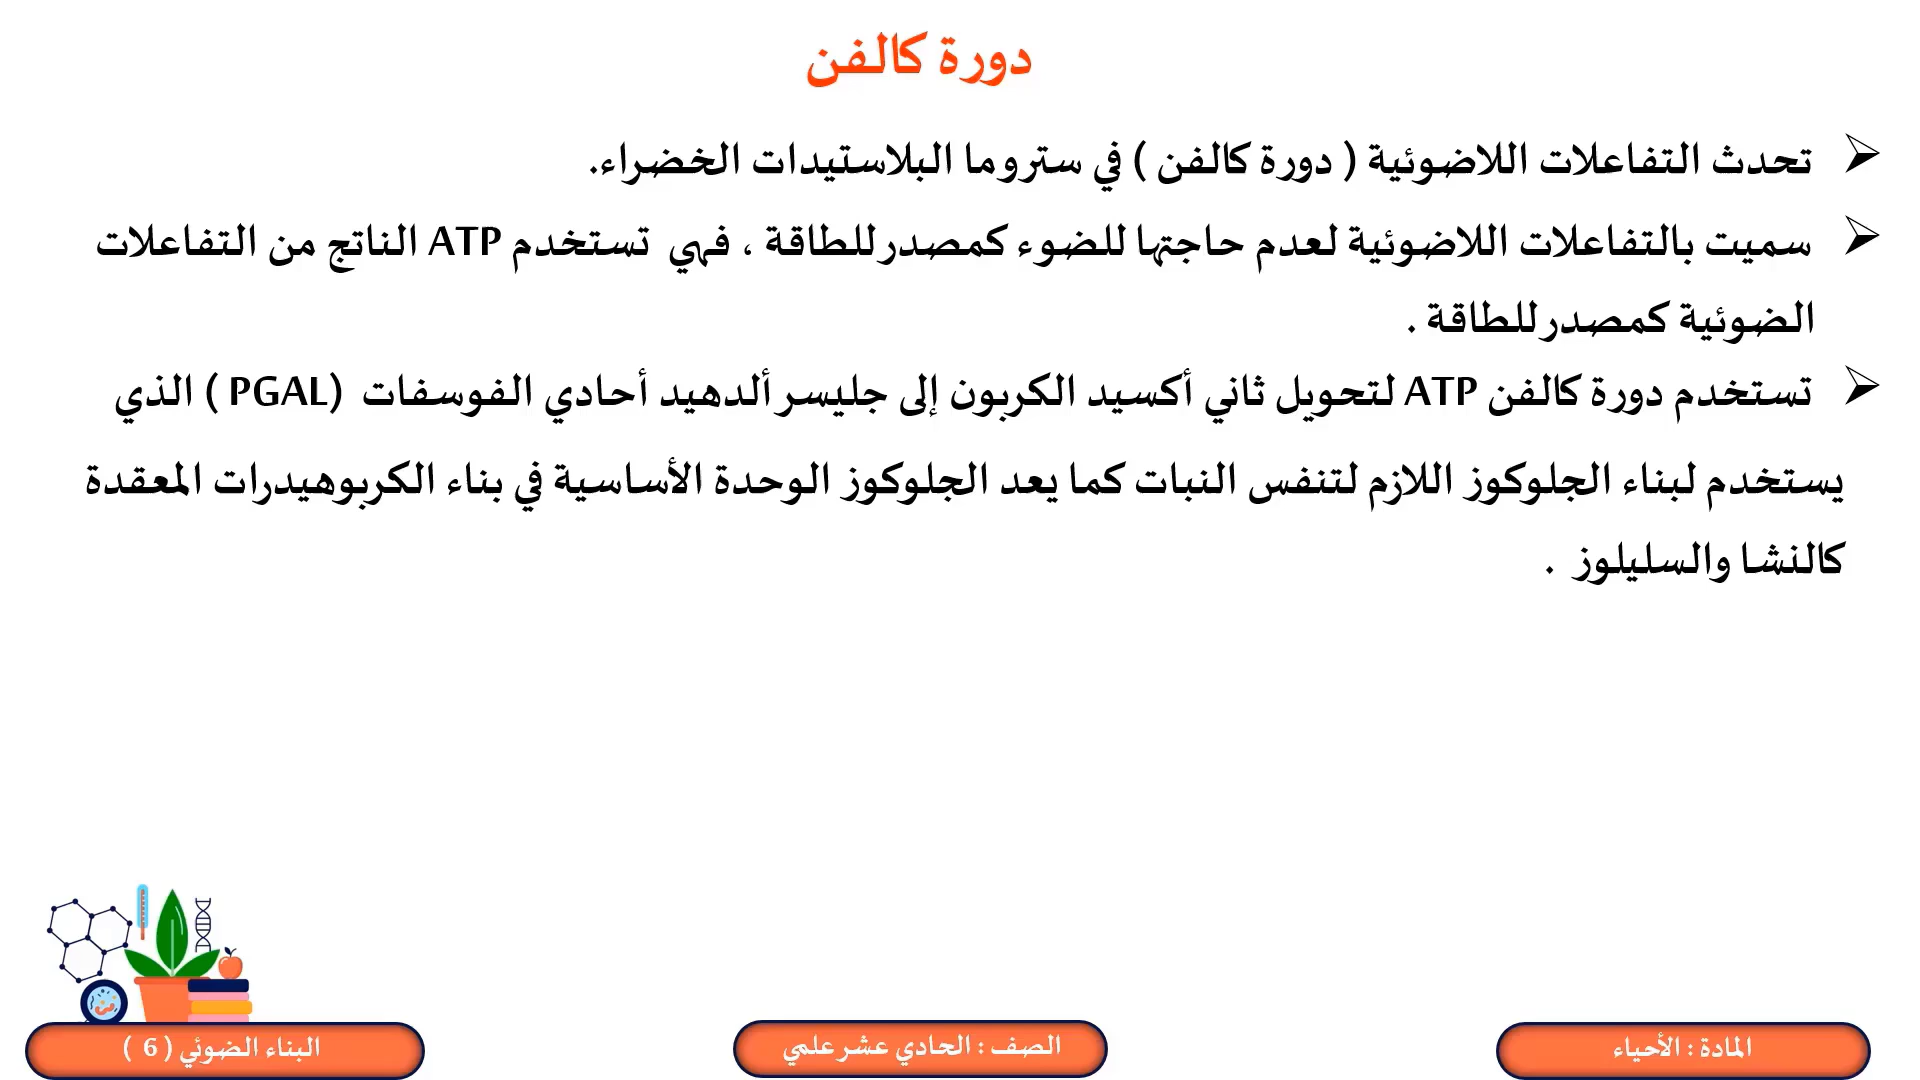 دورة كالفن
تحدث التفاعلات اللاضوئية ( دورة كالفن ) في ستروما البلاستيدات الخضراء.
سميت بالتفاعلات اللاضوئية لعدم حاجتها للضوء كمصدر للطاقة ، فهي تستخدم ATP الناتج من التفاعلات
الضوئية كمصدر للطاقة .
تستخدم دورة كالفن ATP لتحويل ثاني أكسيد الكربون إلى جليسر ألدهيد أحادي الفوسفات (PGAL ) الذي
يستخدم لبناء الجلوكوز اللازم لتنفس النبات كما يعد الجلوكوز الوحدة الأساسية في بناء الكربوهيدرات المعقدة
كالنشا والسليلوز .
المادة : الأحياء
الصف : الحادي عشر علمي
البناء الضوئي ( 6 )